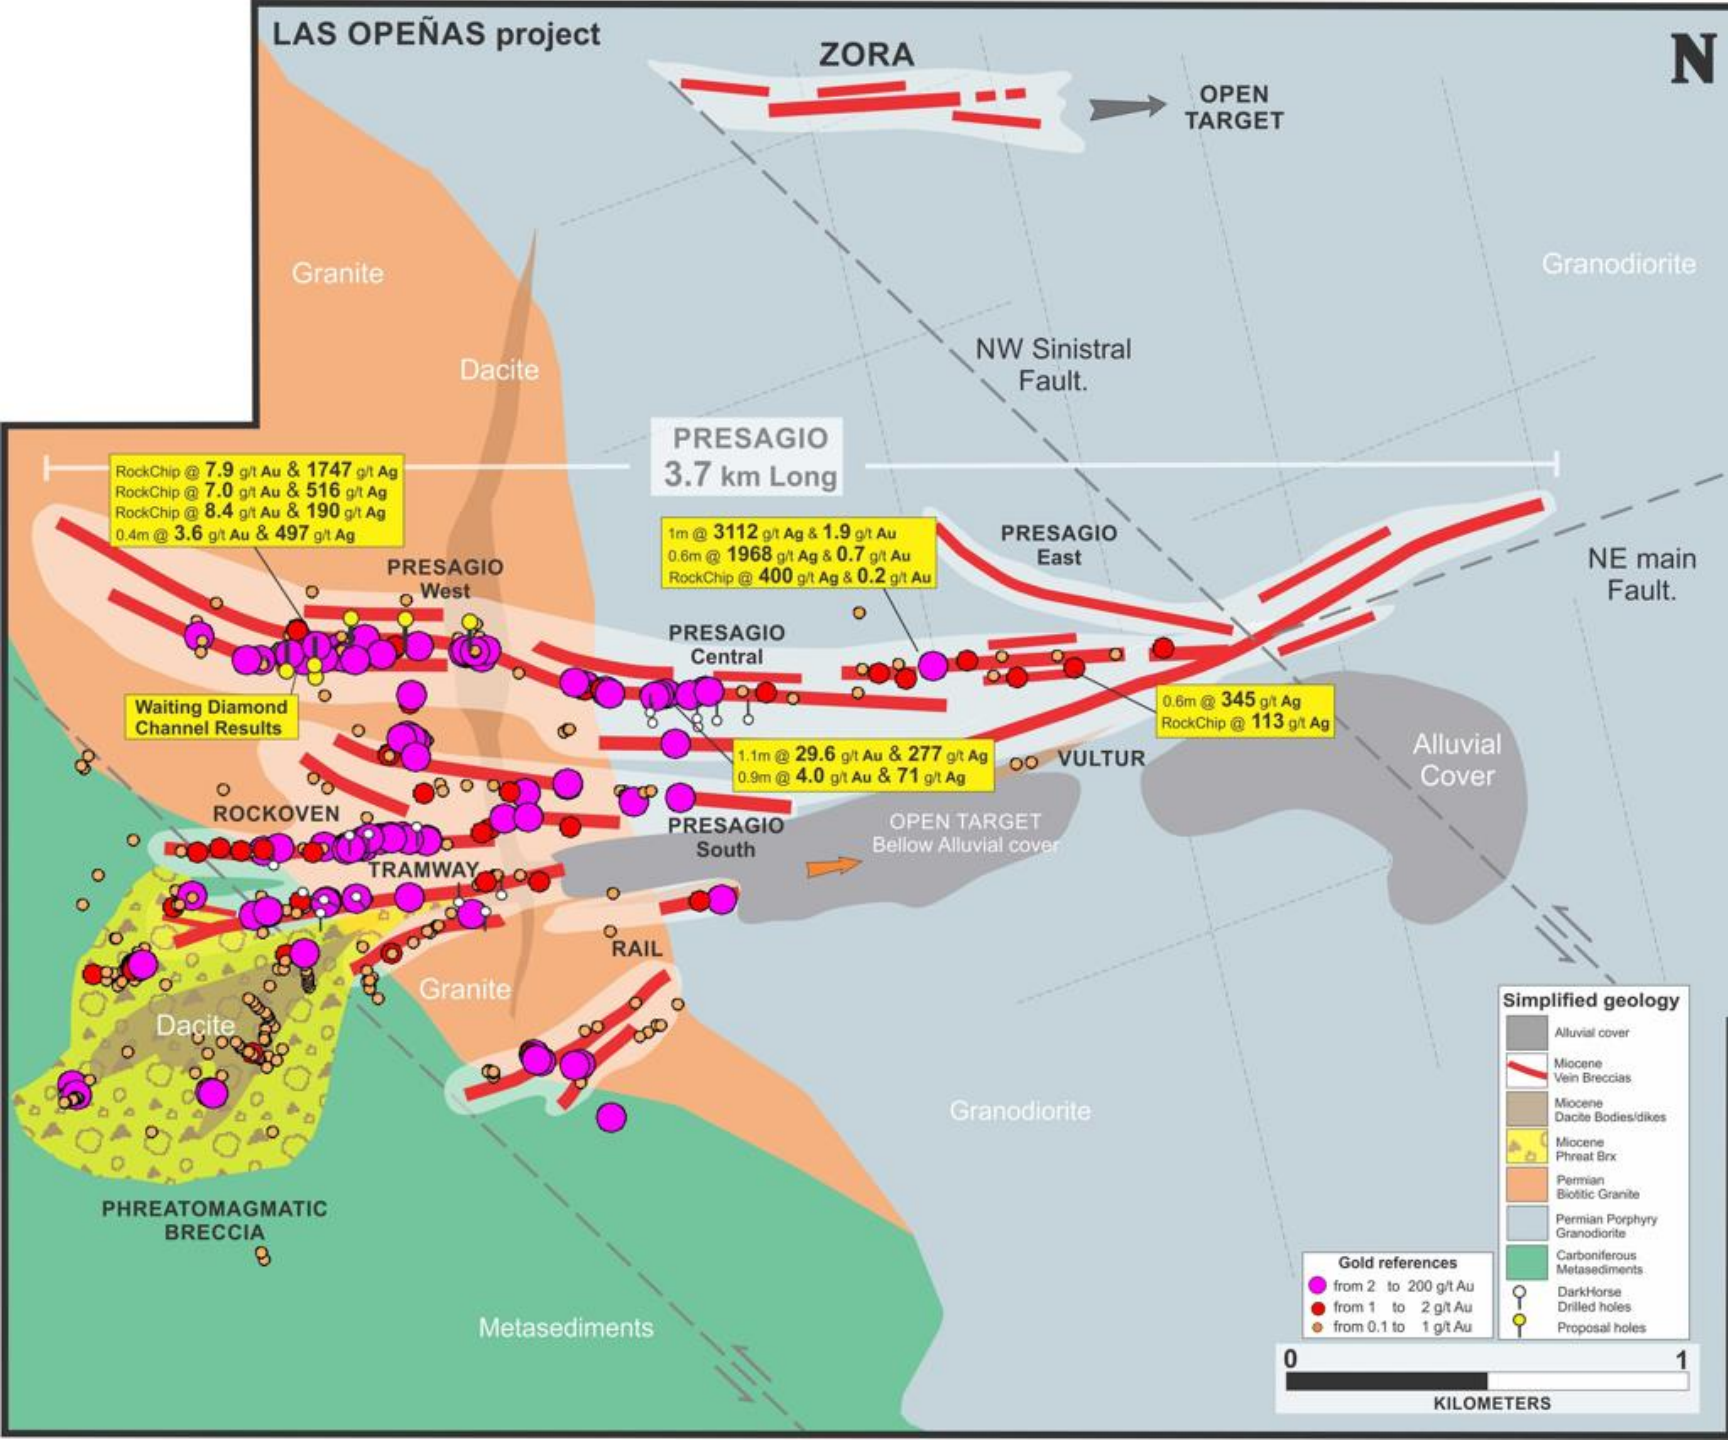 LAS OPEÑAS project
ZORA
N
OPEN
TARGET
Granite
Granodiorite
Dacite
NW Sinistral
Fault.
PRESAGIO
3.7 km Long
RockChip @ 7.9 g/t Au & 1747 g/t Ag
RockChip @ 7.0 g/t Au & 516 g/t Ag
RockChip @ 8.4 g/t Au & 190 g/t Ag
0.4m @ 3.6 g/t Au & 497 g/t Ag
1m @ 3112 g/t Ag & 1.9 g/t Au
0.6m @ 1968 g/t Ag & 0.7 g/t Au
RockChip @ 400 g/t Ag & 0.2 g/t Au
PRESAGIO
East
NE main
Fault.
PRESAGIO
West
PRESAGIO
Central
Waiting Diamond
Channel Results
0.6m @ 345 g/t Ag
RockChip @ 113 g/t Ag
1.1m @ 29.6 g/t Au & 277 g/t Ag
0.9m @ 4.0 g/t Au & 71 g/t Ag
VULTUR
Alluvial
Cover
ROCKOVEN
PRESAGIO
South
OPEN TARGET
Bellow Alluvial cover
TRAMWAY
RAIL
Granite
Dacite
Granodiorite
PHREATOMAGMATIC
BRECCIA
Metasediments
Simplified geology
Alluvial cover
Miocene
Vein Breccias
Miocene
Dacite Bodies/dikes
Miocene
Phreat Brx
Permian
Biotitic Granite
Permian Porphyry
Granodiorite
Carboniferous
Metasediments
DarkHorse
Drilled holes
Proposal holes
Gold references
from 2 to 200 g/t Au
from 1 to 2 g/t Au
from 0.1 to 1 g/t Au
0 1
KILOMETERS